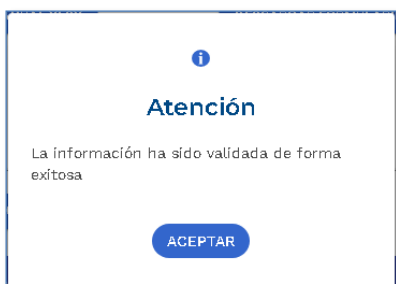 Atención
La información ha sido validada de forma
exitosa
ACEPTAR